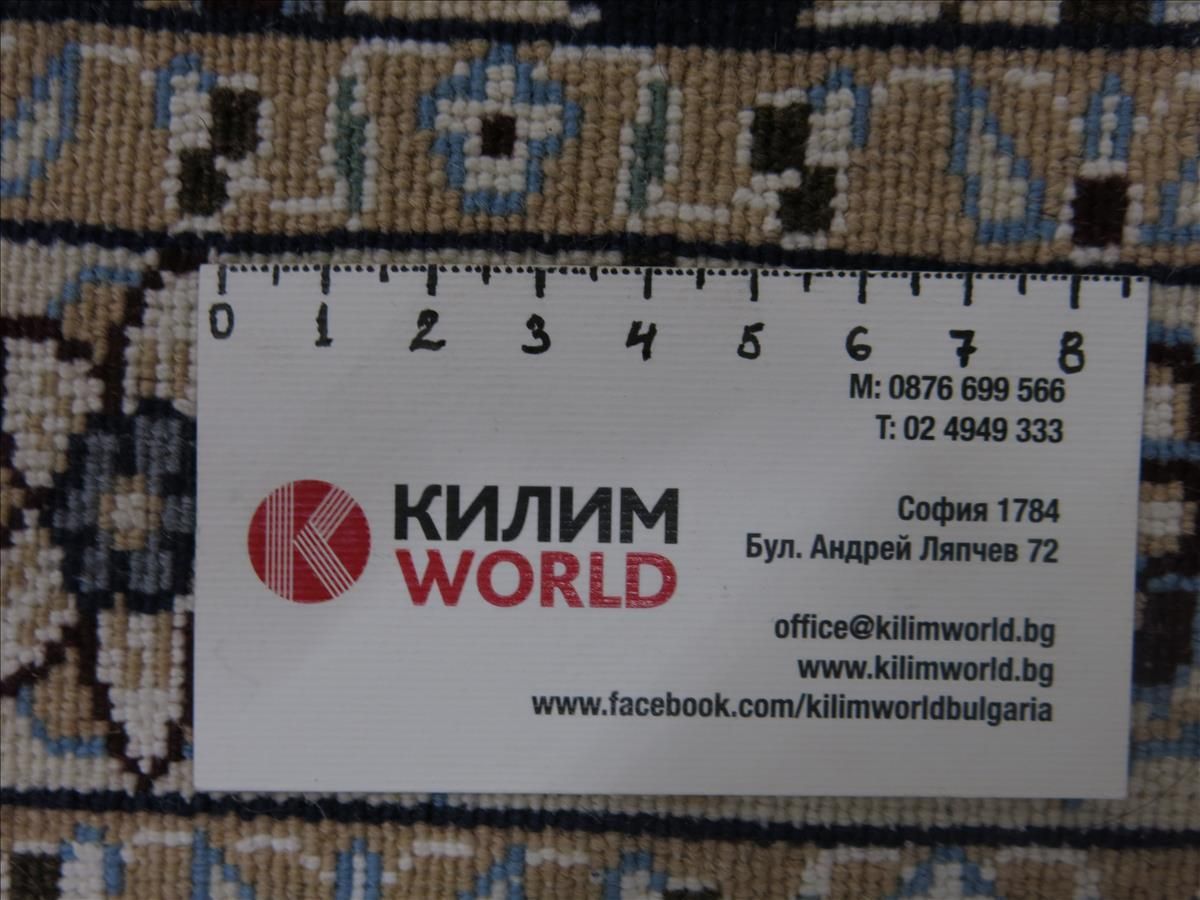 0 1 2 3 4 5 6 7 8
М: 0876 699 566
Т: 02 4949 333
КИЛИМ
WORLD
София 1784
Бул. Андрей Ляпчев 72
office@kilimworld.bg
www.kilimworld.bg
www.facebook.com/kilimworldbulgaria